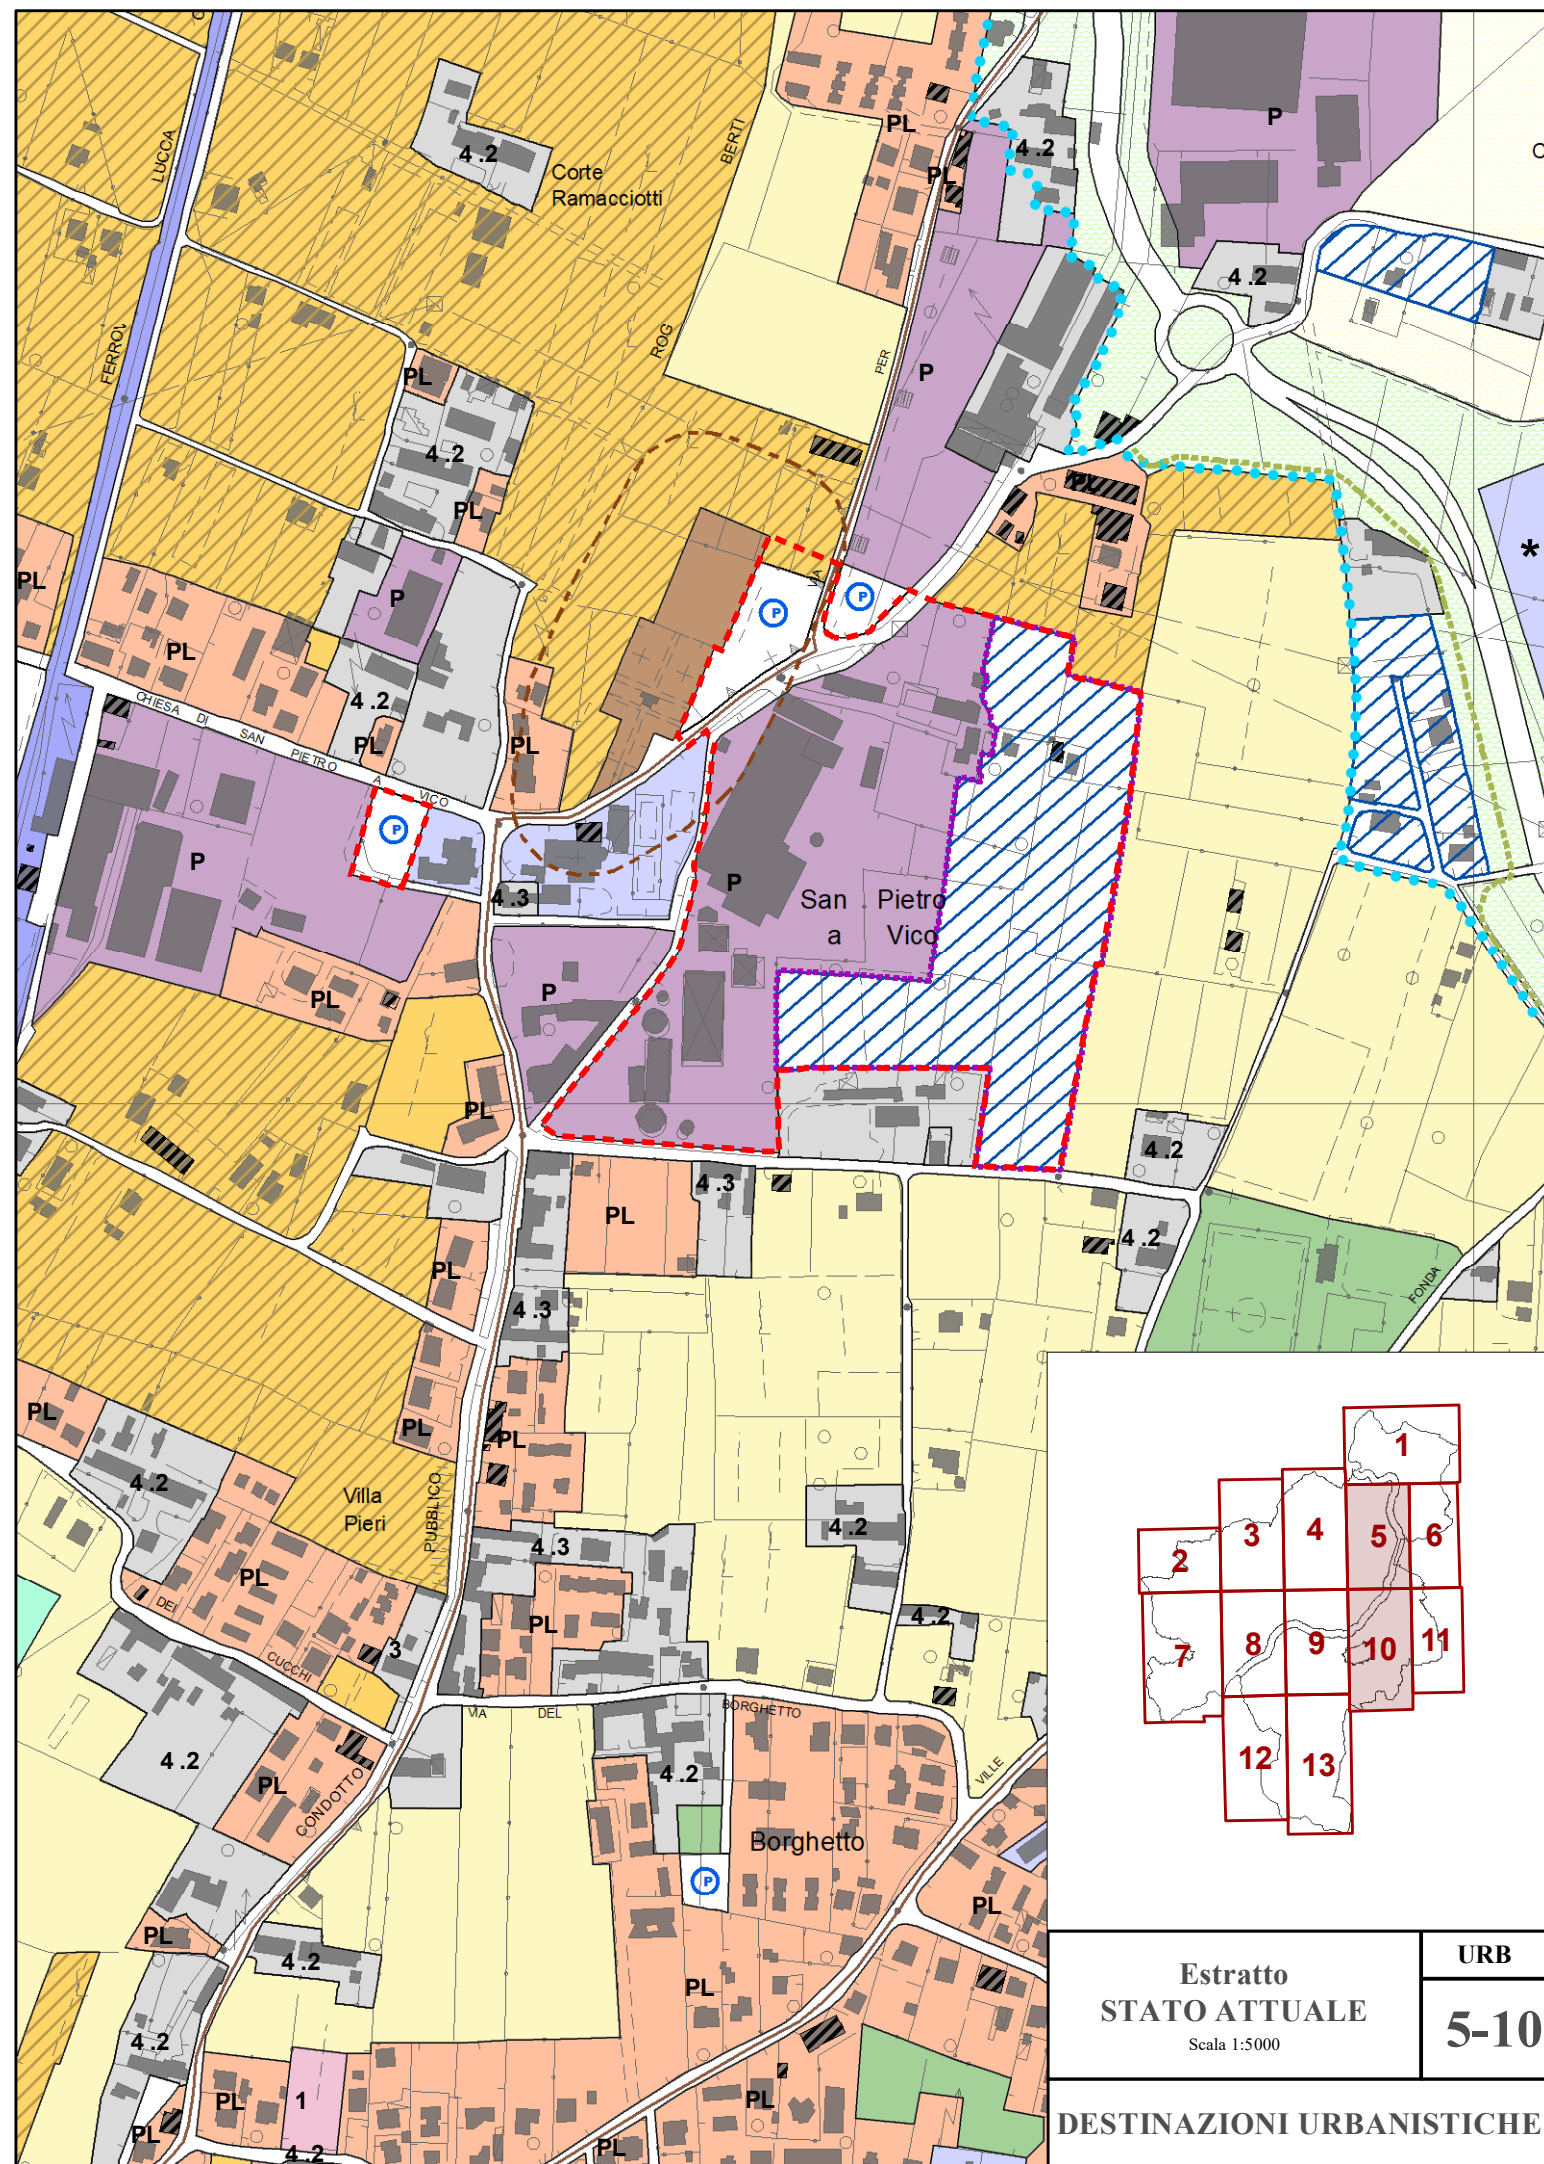 LUCCA
FERROV
4.2
Corte
Ramacciotti
BERTI
ROG
PL
PL
4.2
P
4.2
PER
P
PL
4.2
PL
PL
P
PL
PL
4.2
PL
PL
CHIESA DI SAN PIETRO A VICO
P
P
VIA
P
PL
*
P
4.3
P
San Pietro
a Vico
P
PL
PL
4.2
4.3
PL
4.2
PL
4.3
FONDA
PL
PL
PL
4.2
Villa
Pieri
PUBBLICO
4.3
4.2
PL
PL
4.2
DEI
CUCCHI
3
4.2
PL
CONDOTTO
VIA DEL BORGHETTO
4.2
VILLE
Borghetto
P
PL
PL
4.2
PL
4.2
PL
1
PL
4.2
PL
PL
1
2
3
4
5
6
7
8
9
10
11
12
13
Estratto
STATO ATTUALE
Scala 1:5000
URB
5-10
DESTINAZIONI URBANISTICHE